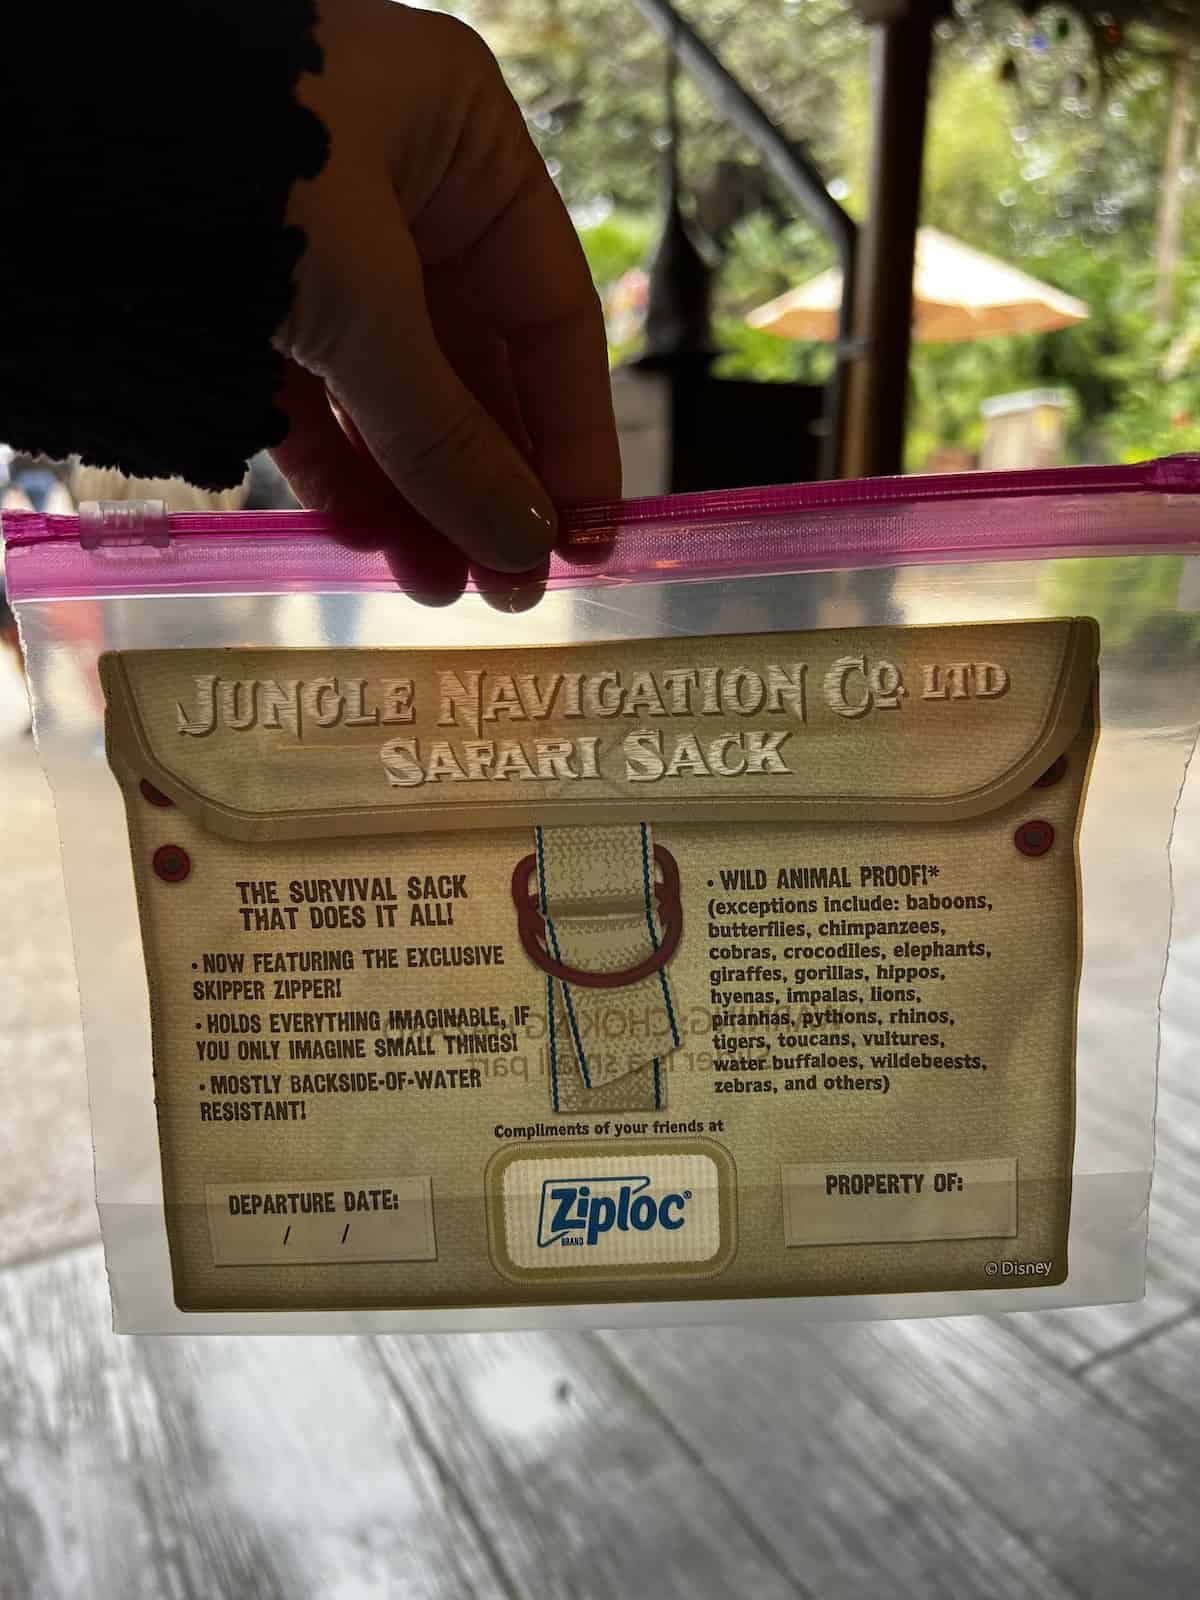 JUNGLE NAVIGATION CO. LTD
SAFARI SACK
THE SURVIVAL SACK
THAT DOES IT ALL!
• NOW FEATURING THE EXCLUSIVE
SKIPPER ZIPPER!
• HOLDS EVERYTHING IMAGINABLE, IF
YOU ONLY IMAGINE SMALL THINGS!
• MOSTLY BACKSIDE-OF-WATER
RESISTANT!
• WILD ANIMAL PROOF!*
(exceptions include: baboons,
butterflies, chimpanzees,
cobras, crocodiles, elephants,
giraffes, gorillas, hippos,
hyenas, impalas, lions,
piranhas, pythons, rhinos,
tigers, toucans, vultures,
water buffaloes, wildebeests,
zebras, and others)
Compliments of your friends at
Ziploc®
BRAND
DEPARTURE DATE:
/ /
PROPERTY OF:
© Disney